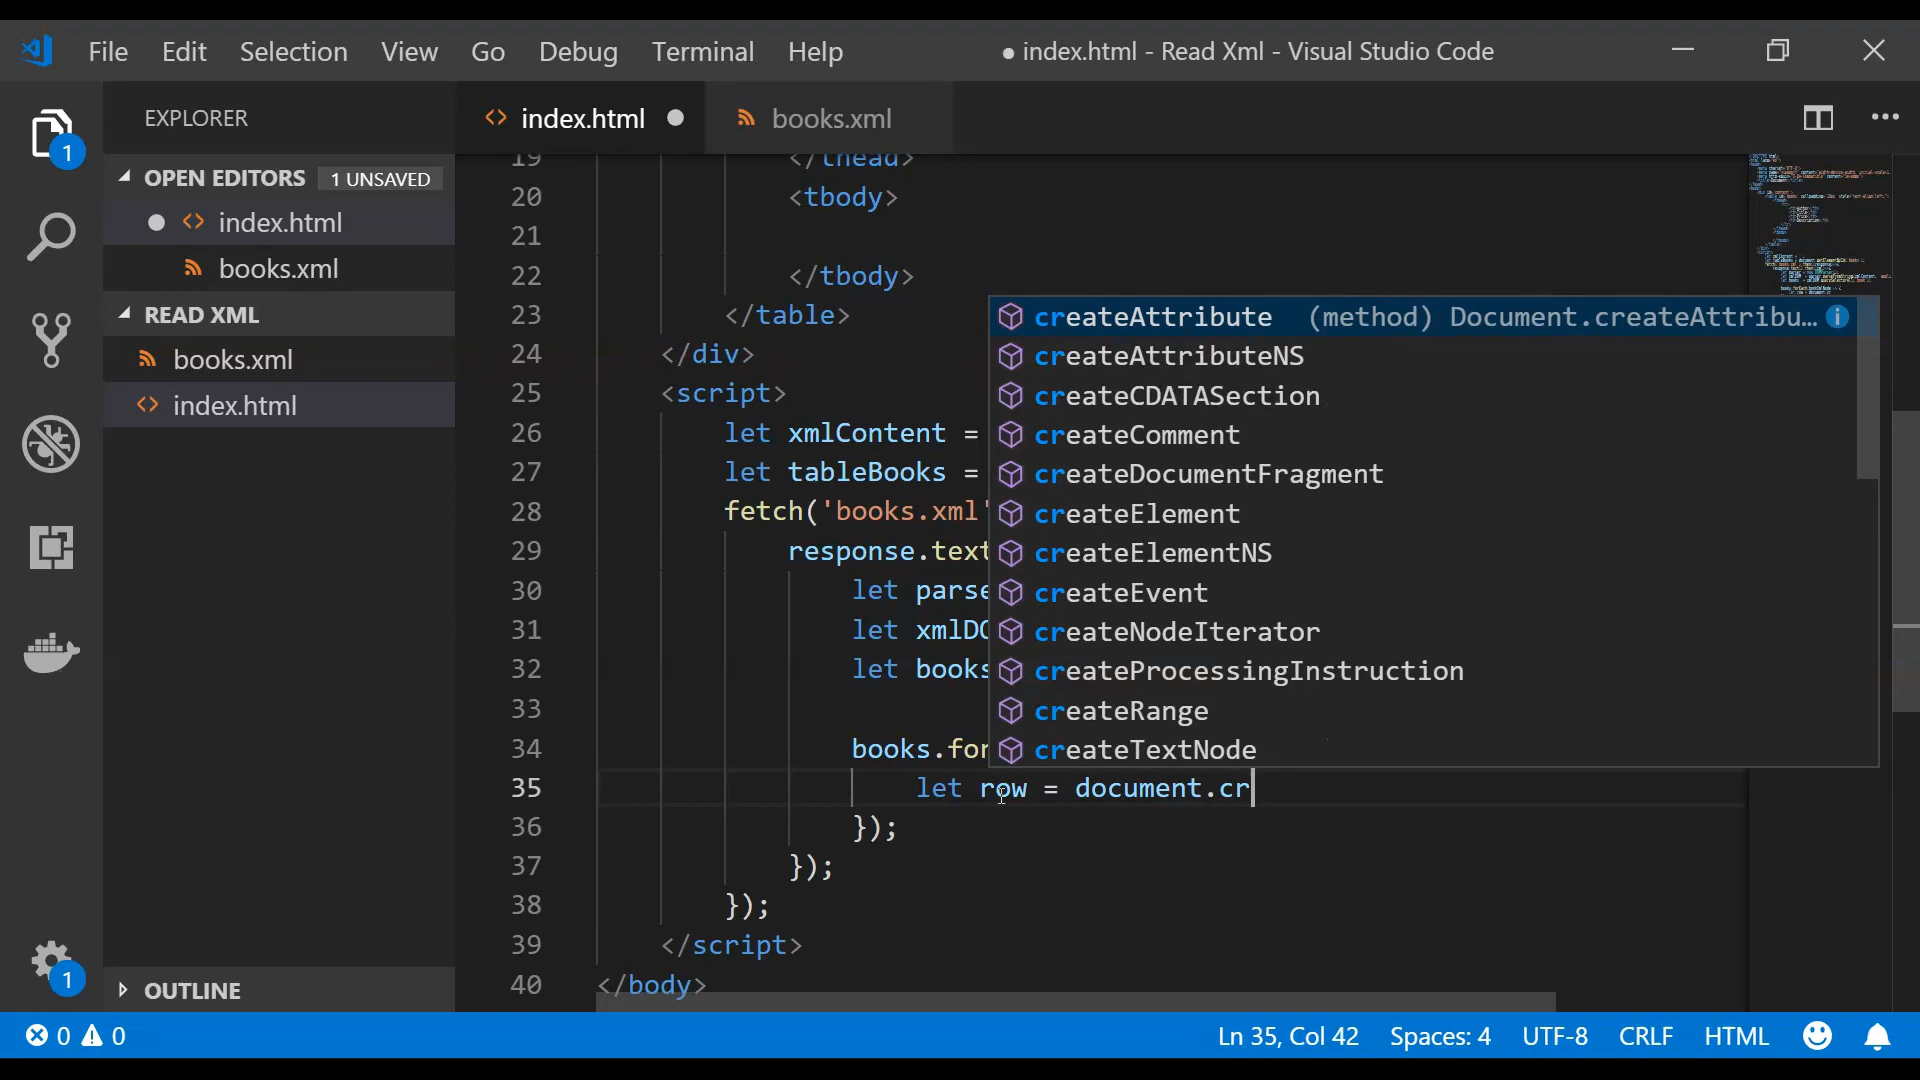 File Edit Selection View Go Debug Terminal Help ● index.html - Read Xml - Visual Studio Code
EXPLORER
OPEN EDITORS 1 UNSAVED
index.html
books.xml
READ XML
books.xml
index.html
OUTLINE
1
1
index.html books.xml
19 </thead>
20 <tbody>
21
22 </tbody>
23 </table>
24 </div>
25 <script>
26 let xmlContent =
27 let tableBooks =
28 fetch('books.xml'
29 response.text
30 let parse
31 let xmlDO
32 let books
33
34 books.for
35 let row = document.cr
36 });
37 });
38 });
39 </script>
40 </body>
createAttribute (method) Document.createAttribu...
createAttributeNS
createCDATASection
createComment
createDocumentFragment
createElement
createElementNS
createEvent
createNodeIterator
createProcessingInstruction
createRange
createTextNode
0 0 Ln 35, Col 42 Spaces: 4 UTF-8 CRLF HTML